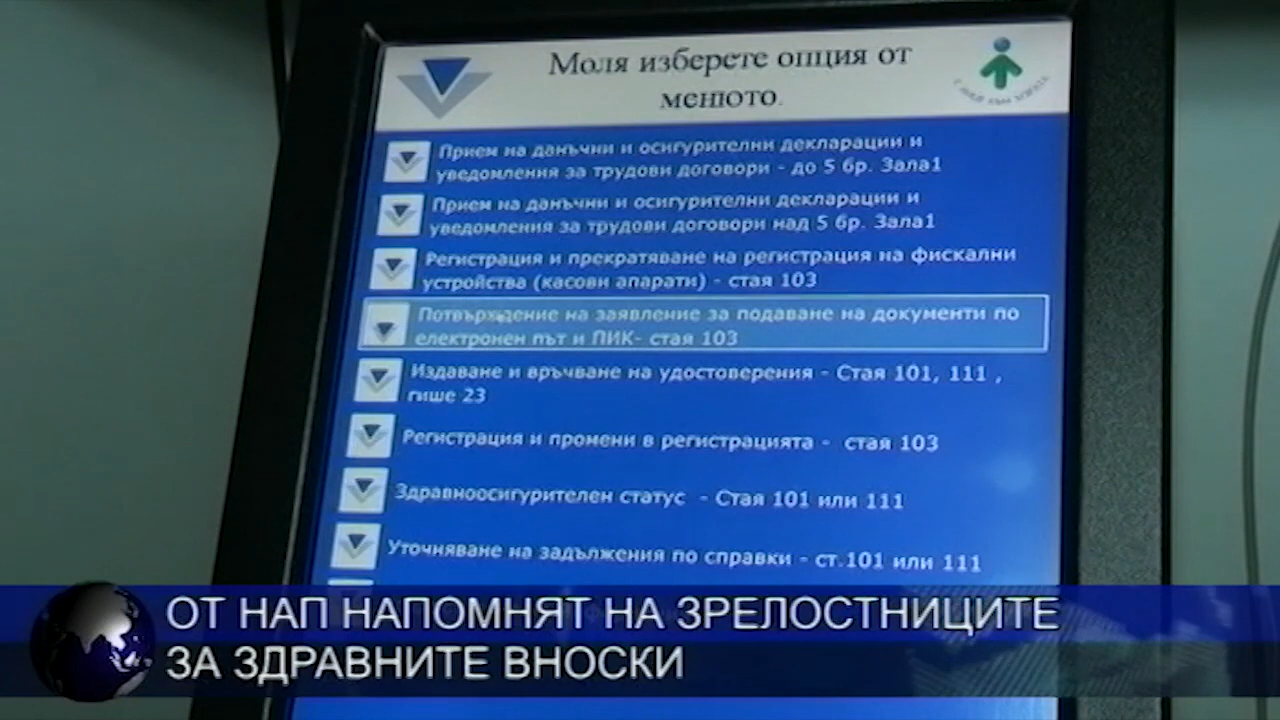 Моля изберете опция от
менюто.
Прием на данъчни и осигурителни декларации и
уведомления за трудови договори - до 5 бр. Зала1
Прием на данъчни и осигурителни декларации и
уведомления за трудови договори над 5 бр. Зала1
Регистрация и прекратяване на регистрация на фискални
устройства (касови апарати) - стая 103
Потвърждение на заявление за подаване на документи по
електронен път и ПИК- стая 103
Издаване и връчване на удостоверения - Стая 101, 111 ,
гише 23
Регистрация и промени в регистрацията - стая 103
Здравноосигурителен статус - Стая 101 или 111
Уточняване на задължения по справки - ст.101 или 111
ОТ НАП НАПОМНЯТ НА ЗРЕЛОСТНИЦИТЕ
ЗА ЗДРАВНИТЕ ВНОСКИ